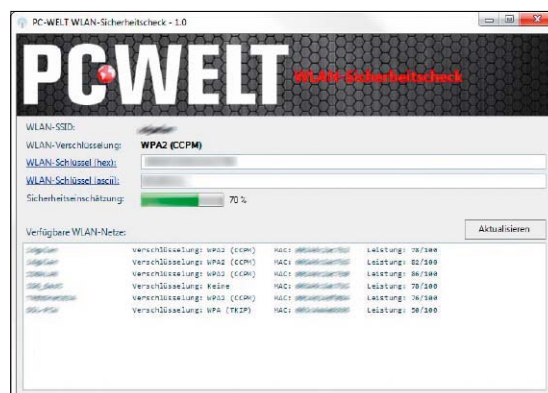 PC-WELT WLAN-Sicherheitscheck - 1.0
PCWELT WLAN-Sicherheitscheck
WLAN-SSID:
WLAN-Verschlüsselung: WPA2 (CCPM)
WLAN-Schlüssel (hex):
WLAN-Schlüssel (ascii):
Sicherheitseinschätzung: 70 %
Verfügbare WLAN-Netze: Aktualisieren
Verschlüsselung: WPA2 (CCPM) MAC: Leistung: 78/100
Verschlüsselung: WPA2 (CCPM) MAC: Leistung: 82/100
Verschlüsselung: WPA2 (CCPM) MAC: Leistung: 86/100
Verschlüsselung: Keine MAC: Leistung: 78/100
Verschlüsselung: WPA2 (CCPM) MAC: Leistung: 76/100
Verschlüsselung: WPA (TKIP) MAC: Leistung: 50/100